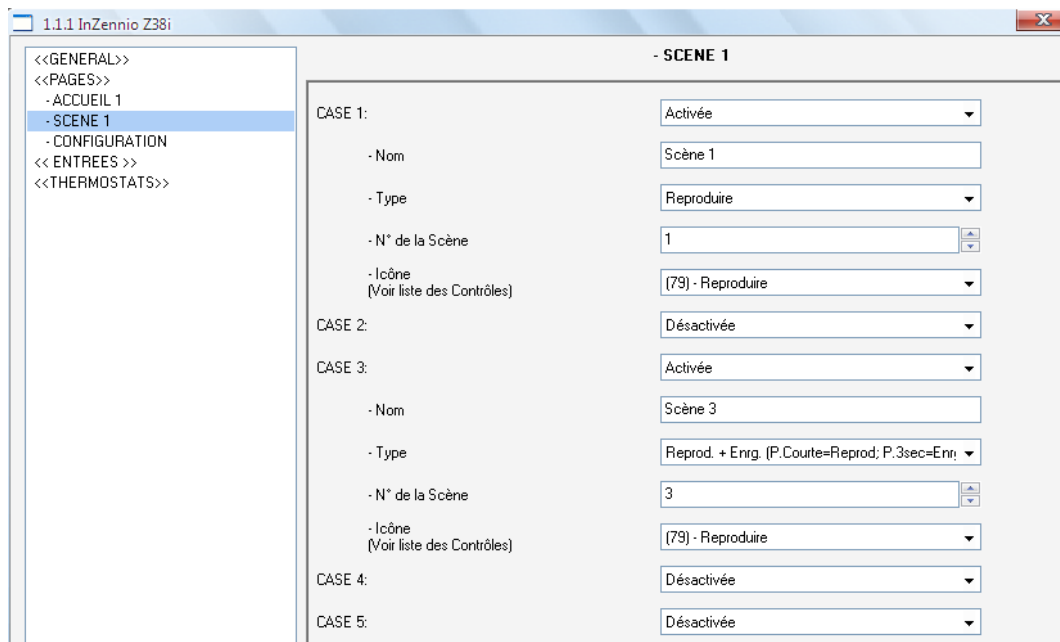 1.1.1 InZennio Z38i
<<GENERAL>>
<<PAGES>>
- ACCUEIL 1
- SCENE 1
- CONFIGURATION
<< ENTREES >>
<<THERMOSTATS>>
- SCENE 1
CASE 1: Activée
- Nom Scène 1
- Type Reproduire
- N° de la Scène 1
- Icône
(Voir liste des Contrôles) (79) - Reproduire
CASE 2: Désactivée
CASE 3: Activée
- Nom Scène 3
- Type Reprod. + Enrg. (P.Courte=Reprod; P.3sec=Enr
- N° de la Scène 3
- Icône
(Voir liste des Contrôles) (79) - Reproduire
CASE 4: Désactivée
CASE 5: Désactivée